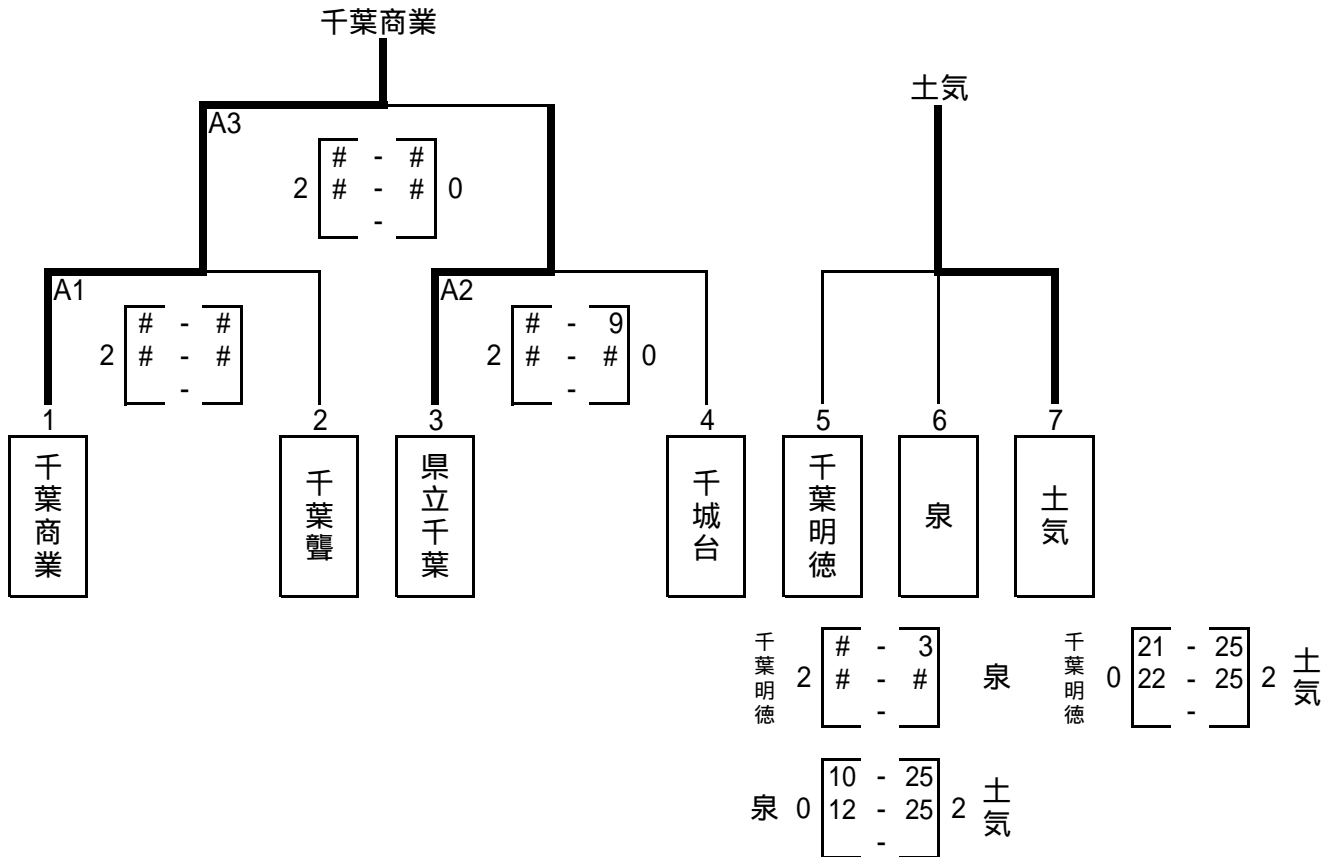 千葉商業
土気
A3
# - #
2 # - # 0
-
A1
A2
# - #
2 # - #
-
# - 9
2 # - # 0
-
1 2 3 4 5 6 7
千葉商業
千葉聾
県立千葉
千城台
千葉明徳
泉
土気
千葉明徳 2 # - 3 泉
# - #
-
千葉明徳 0 21 - 25 2 土気
22 - 25
-
泉 0 10 - 25 2 土気
12 - 25
-